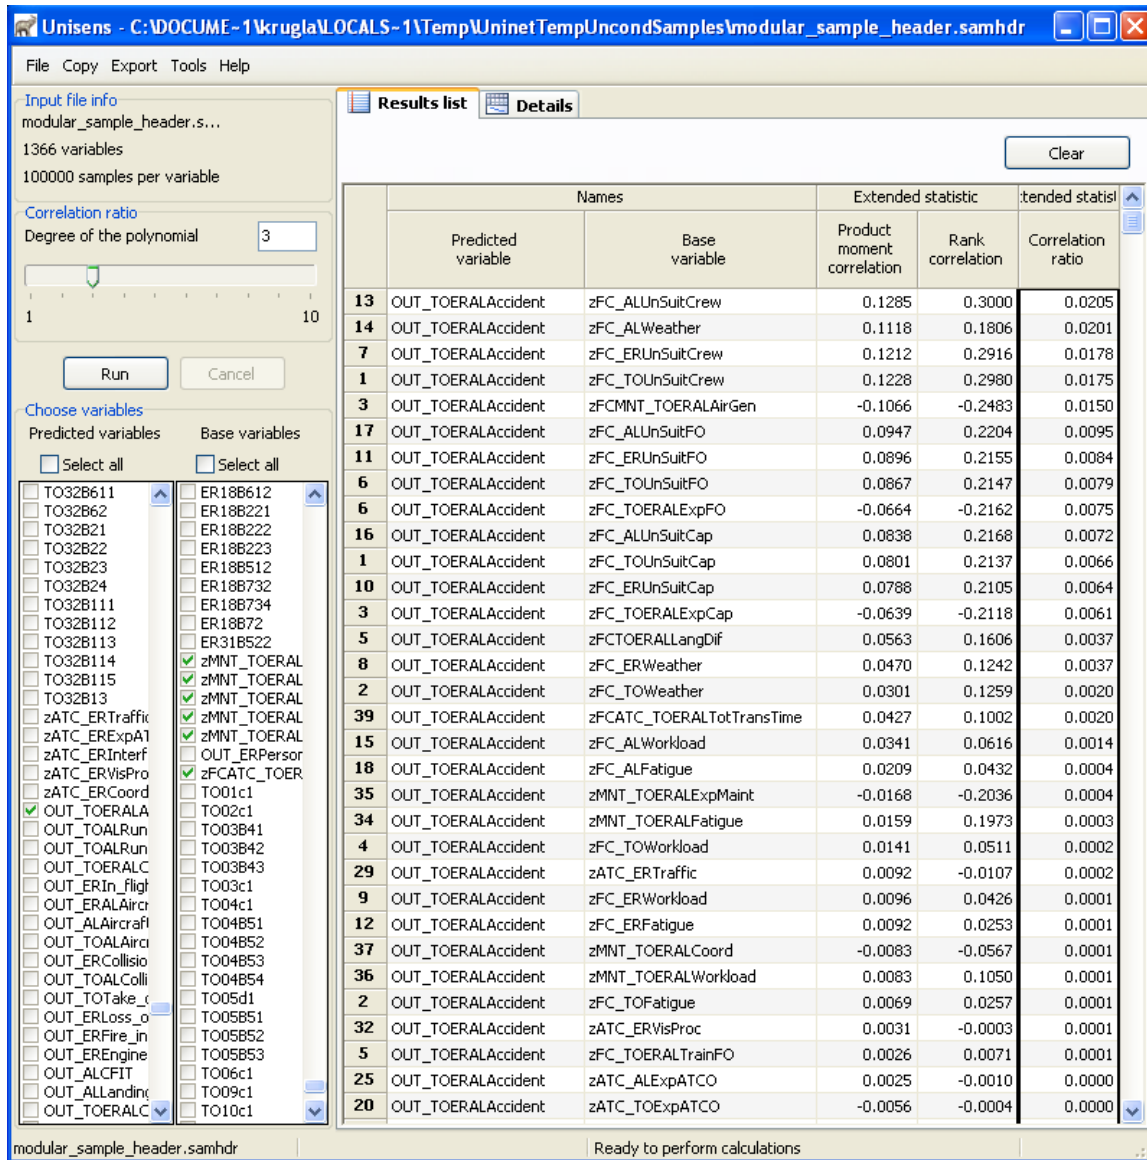 Unisens - C:\DOCUME~1\krugla\LOCALS~1\Temp\UninetTempUncondSamples\modular_sample_header.samhdr
File Copy Export Tools Help
Input file info
modular_sample_header.s...
1366 variables
100000 samples per variable
Correlation ratio
Degree of the polynomial 3
1 10
Run Cancel
Choose variables
Predicted variables Base variables
Select all Select all
TO32B611 ER18B612
TO32B62 ER18B221
TO32B21 ER18B222
TO32B22 ER18B223
TO32B23 ER18B512
TO32B24 ER18B732
TO32B111 ER18B734
TO32B112 ER18B72
TO32B113 ER31B522
TO32B114 zMNT_TOERAL
TO32B115 zMNT_TOERAL
TO32B13 zMNT_TOERAL
zATC_ERTraffic zMNT_TOERAL
zATC_ERExpAT zMNT_TOERAL
zATC_ERInterf OUT_ERPerson
zATC_ERVisPro zFCATC_TOER
zATC_ERCoord TO01c1
OUT_TOERALA TO02c1
OUT_TOALRun TO03B41
OUT_TOALRun TO03B42
OUT_TOERALC TO03B43
OUT_ERIn_fligh TO03c1
OUT_ERALAircr TO04c1
OUT_ALAircraft TO04B51
OUT_TOALAirc TO04B52
OUT_ERCollisio TO04B53
OUT_TOALColli TO04B54
OUT_TOTake_o TO05d1
OUT_ERLoss_o TO05B51
OUT_ERFire_in TO05B52
OUT_EREngine TO05B53
OUT_ALCFIT TO06c1
OUT_ALLanding TO09c1
OUT_TOERALC TO10c1
Results list Details
Clear
Names Extended statistic tended statist
Predicted variable Base variable Product moment correlation Rank correlation Correlation ratio
13 OUT_TOERALAccident zFC_ALUnSuitCrew 0.1285 0.3000 0.0205
14 OUT_TOERALAccident zFC_ALWeather 0.1118 0.1806 0.0201
7 OUT_TOERALAccident zFC_ERUnSuitCrew 0.1212 0.2916 0.0178
1 OUT_TOERALAccident zFC_TOUnSuitCrew 0.1228 0.2980 0.0175
3 OUT_TOERALAccident zFCMNT_TOERALAirGen -0.1066 -0.2483 0.0150
17 OUT_TOERALAccident zFC_ALUnSuitFO 0.0947 0.2204 0.0095
11 OUT_TOERALAccident zFC_ERUnSuitFO 0.0896 0.2155 0.0084
6 OUT_TOERALAccident zFC_TOUnSuitFO 0.0867 0.2147 0.0079
6 OUT_TOERALAccident zFC_TOERALExpFO -0.0664 -0.2162 0.0075
16 OUT_TOERALAccident zFC_ALUnSuitCap 0.0838 0.2168 0.0072
1 OUT_TOERALAccident zFC_TOUnSuitCap 0.0801 0.2137 0.0066
10 OUT_TOERALAccident zFC_ERUnSuitCap 0.0788 0.2105 0.0064
3 OUT_TOERALAccident zFC_TOERALExpCap -0.0639 -0.2118 0.0061
5 OUT_TOERALAccident zFCTOERALLangDif 0.0563 0.1606 0.0037
8 OUT_TOERALAccident zFC_ERWeather 0.0470 0.1242 0.0037
2 OUT_TOERALAccident zFC_TOWeather 0.0301 0.1259 0.0020
39 OUT_TOERALAccident zFCATC_TOERALTotTransTime 0.0427 0.1002 0.0020
15 OUT_TOERALAccident zFC_ALWorkload 0.0341 0.0616 0.0014
18 OUT_TOERALAccident zFC_ALFatigue 0.0209 0.0432 0.0004
35 OUT_TOERALAccident zMNT_TOERALExpMaint -0.0168 -0.2036 0.0004
34 OUT_TOERALAccident zMNT_TOERALFatigue 0.0159 0.1973 0.0003
4 OUT_TOERALAccident zFC_TOWorkload 0.0141 0.0511 0.0002
29 OUT_TOERALAccident zATC_ERTraffic 0.0092 -0.0107 0.0002
9 OUT_TOERALAccident zFC_ERWorkload 0.0096 0.0426 0.0001
12 OUT_TOERALAccident zFC_ERFatigue 0.0092 0.0253 0.0001
37 OUT_TOERALAccident zMNT_TOERALCoord -0.0083 -0.0567 0.0001
36 OUT_TOERALAccident zMNT_TOERALWorkload 0.0083 0.1050 0.0001
2 OUT_TOERALAccident zFC_TOFatigue 0.0069 0.0257 0.0001
32 OUT_TOERALAccident zATC_ERVisProc 0.0031 -0.0003 0.0001
5 OUT_TOERALAccident zFC_TOERALTrainFO 0.0026 0.0071 0.0001
25 OUT_TOERALAccident zATC_ALExpATCO 0.0025 -0.0010 0.0000
20 OUT_TOERALAccident zATC_TOExpATCO -0.0056 -0.0004 0.0000
modular_sample_header.samhdr Ready to perform calculations